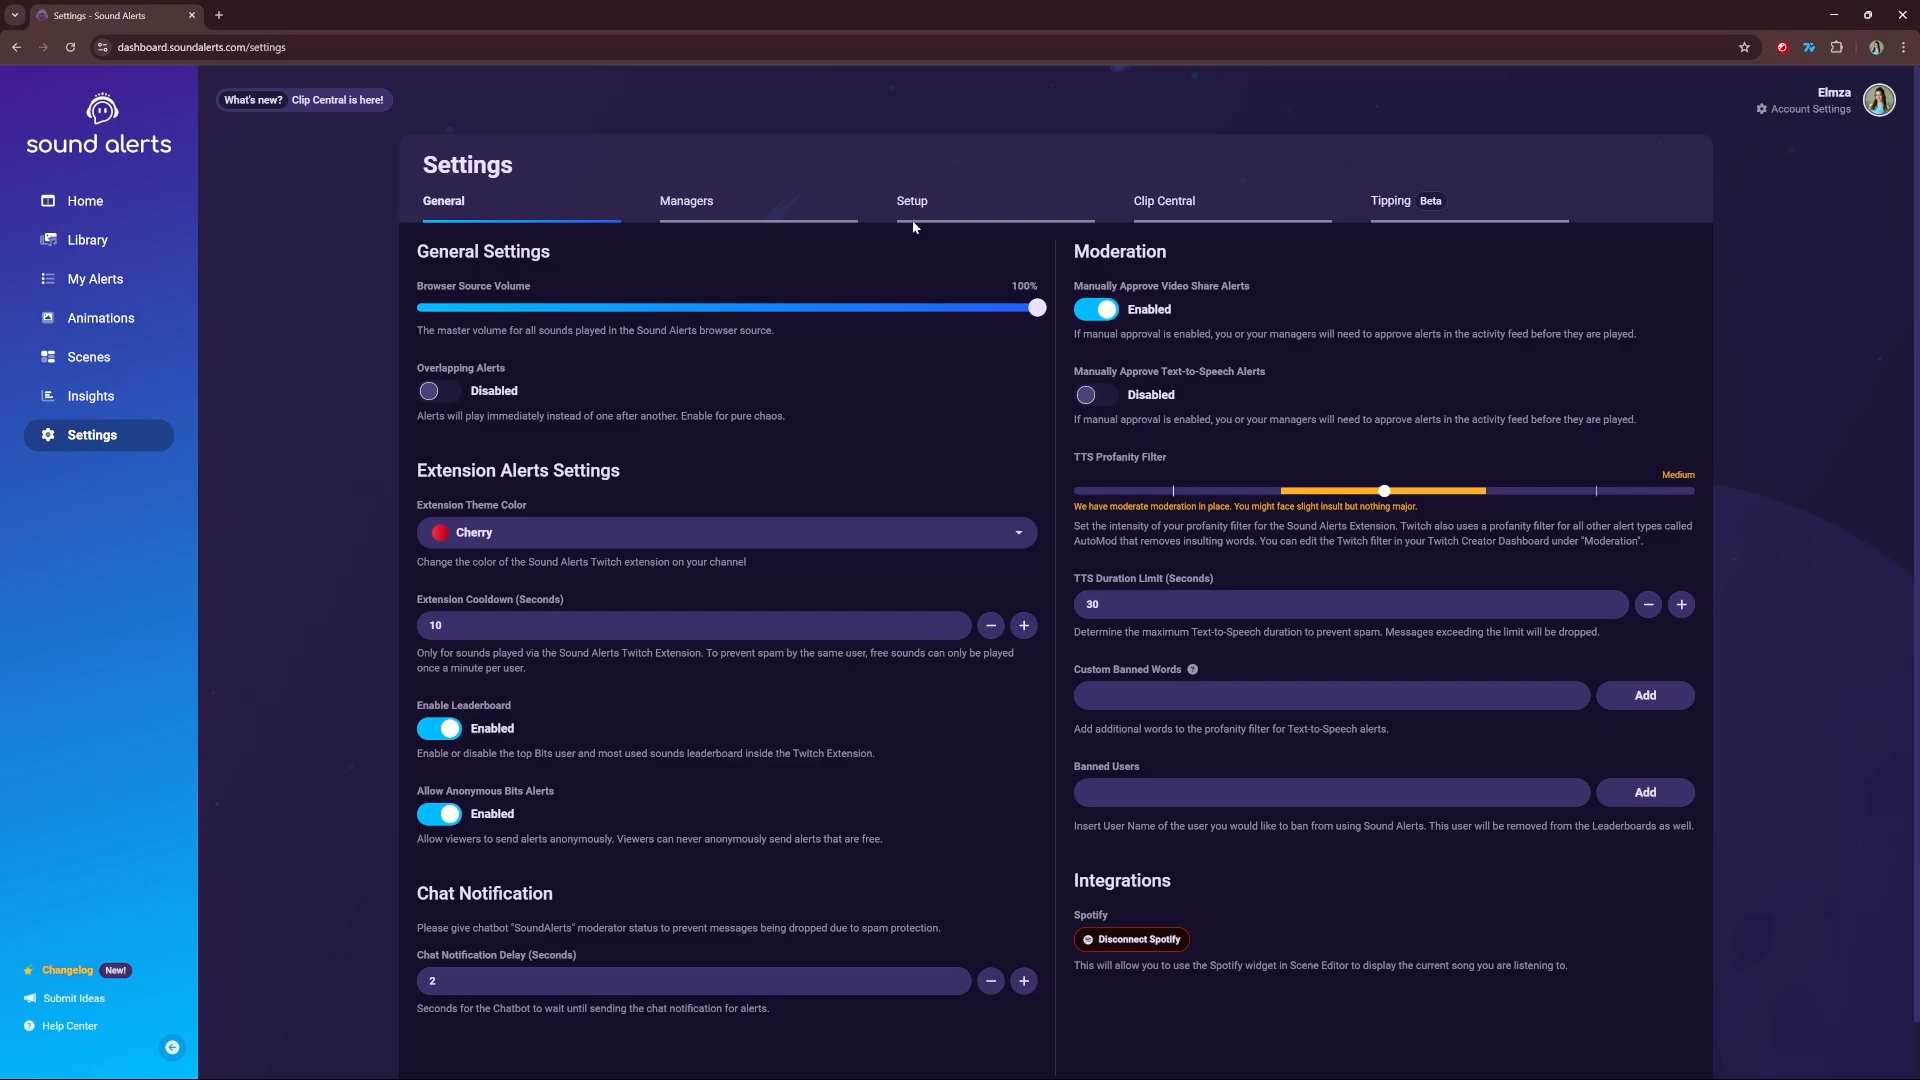 Settings - Sound Alerts
dashboard.soundalerts.com/settings
sound alerts
Home
Library
My Alerts
Animations
Scenes
Insights
Settings
Changelog New!
Submit Ideas
Help Center
What's new? Clip Central is here!
Elmza
Account Settings
Settings
General Managers Setup Clip Central Tipping Beta
General Settings
Browser Source Volume 100%
The master volume for all sounds played in the Sound Alerts browser source.
Overlapping Alerts
Disabled
Alerts will play immediately instead of one after another. Enable for pure chaos.
Extension Alerts Settings
Extension Theme Color
Cherry
Change the color of the Sound Alerts Twitch extension on your channel
Extension Cooldown (Seconds)
10
Only for sounds played via the Sound Alerts Twitch Extension. To prevent spam by the same user, free sounds can only be played
once a minute per user.
Enable Leaderboard
Enabled
Enable or disable the top Bits user and most used sounds leaderboard inside the Twitch Extension.
Allow Anonymous Bits Alerts
Enabled
Allow viewers to send alerts anonymously. Viewers can never anonymously send alerts that are free.
Chat Notification
Please give chatbot "SoundAlerts" moderator status to prevent messages being dropped due to spam protection.
Chat Notification Delay (Seconds)
2
Seconds for the Chatbot to wait until sending the chat notification for alerts.
Moderation
Manually Approve Video Share Alerts
Enabled
If manual approval is enabled, you or your managers will need to approve alerts in the activity feed before they are played.
Manually Approve Text-to-Speech Alerts
Disabled
If manual approval is enabled, you or your managers will need to approve alerts in the activity feed before they are played.
TTS Profanity Filter
Medium
We have moderate moderation in place. You might face slight insult but nothing major.
Set the intensity of your profanity filter for the Sound Alerts Extension. Twitch also uses a profanity filter for all other alert types called
AutoMod that removes insulting words. You can edit the Twitch filter in your Twitch Creator Dashboard under "Moderation".
TTS Duration Limit (Seconds)
30
Determine the maximum Text-to-Speech duration to prevent spam. Messages exceeding the limit will be dropped.
Custom Banned Words
Add
Add additional words to the profanity filter for Text-to-Speech alerts.
Banned Users
Add
Insert User Name of the user you would like to ban from using Sound Alerts. This user will be removed from the Leaderboards as well.
Integrations
Spotify
Disconnect Spotify
This will allow you to use the Spotify widget in Scene Editor to display the current song you are listening to.